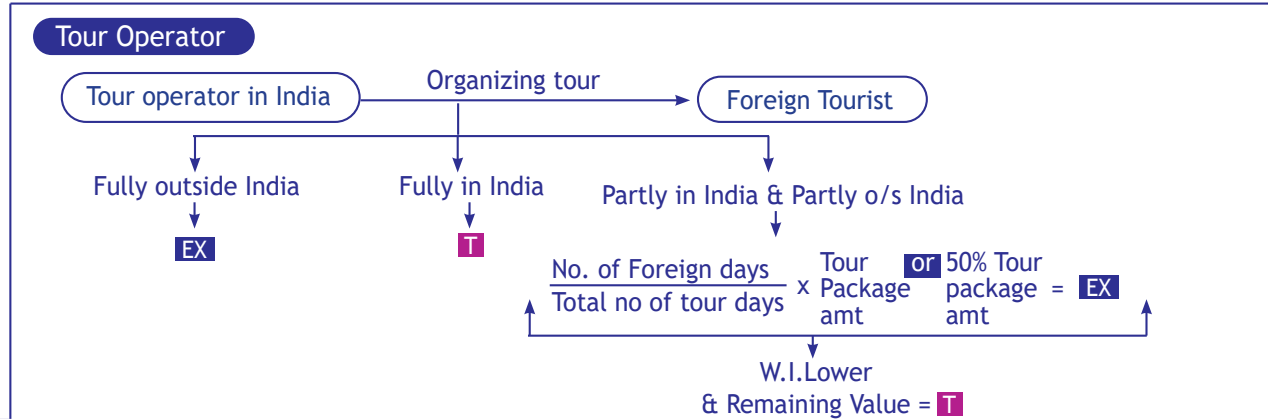 Tour Operator
Organizing tour
Tour operator in India
Foreign Tourist
Fully outside India
Fully in India
Partly in India & Partly o/s India
EX
T
No. of Foreign days
Total no of tour days
x
Tour
Package
amt
or
50% Tour
package
amt
=
EX
W.I.Lower
& Remaining Value = T